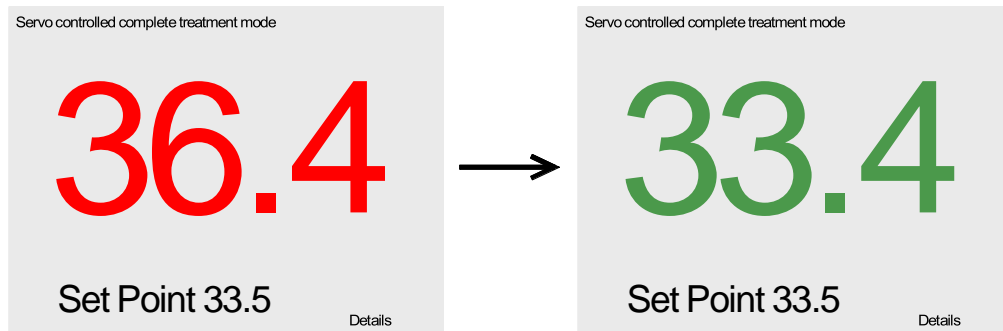 Servo controlled complete treatment mode
36.4
Set Point 33.5
Details
Servo controlled complete treatment mode
33.4
Set Point 33.5
Details